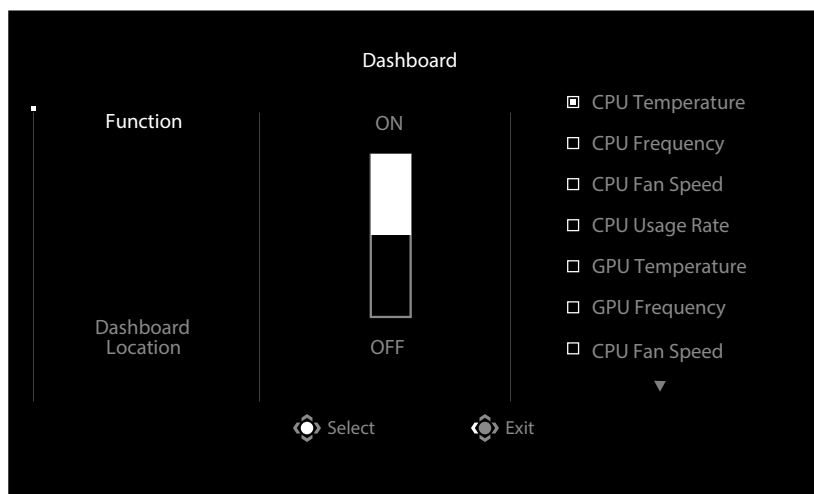 Dashboard
Function
Dashboard
Location
ON
OFF
CPU Temperature
CPU Frequency
CPU Fan Speed
CPU Usage Rate
GPU Temperature
GPU Frequency
CPU Fan Speed
Select
Exit